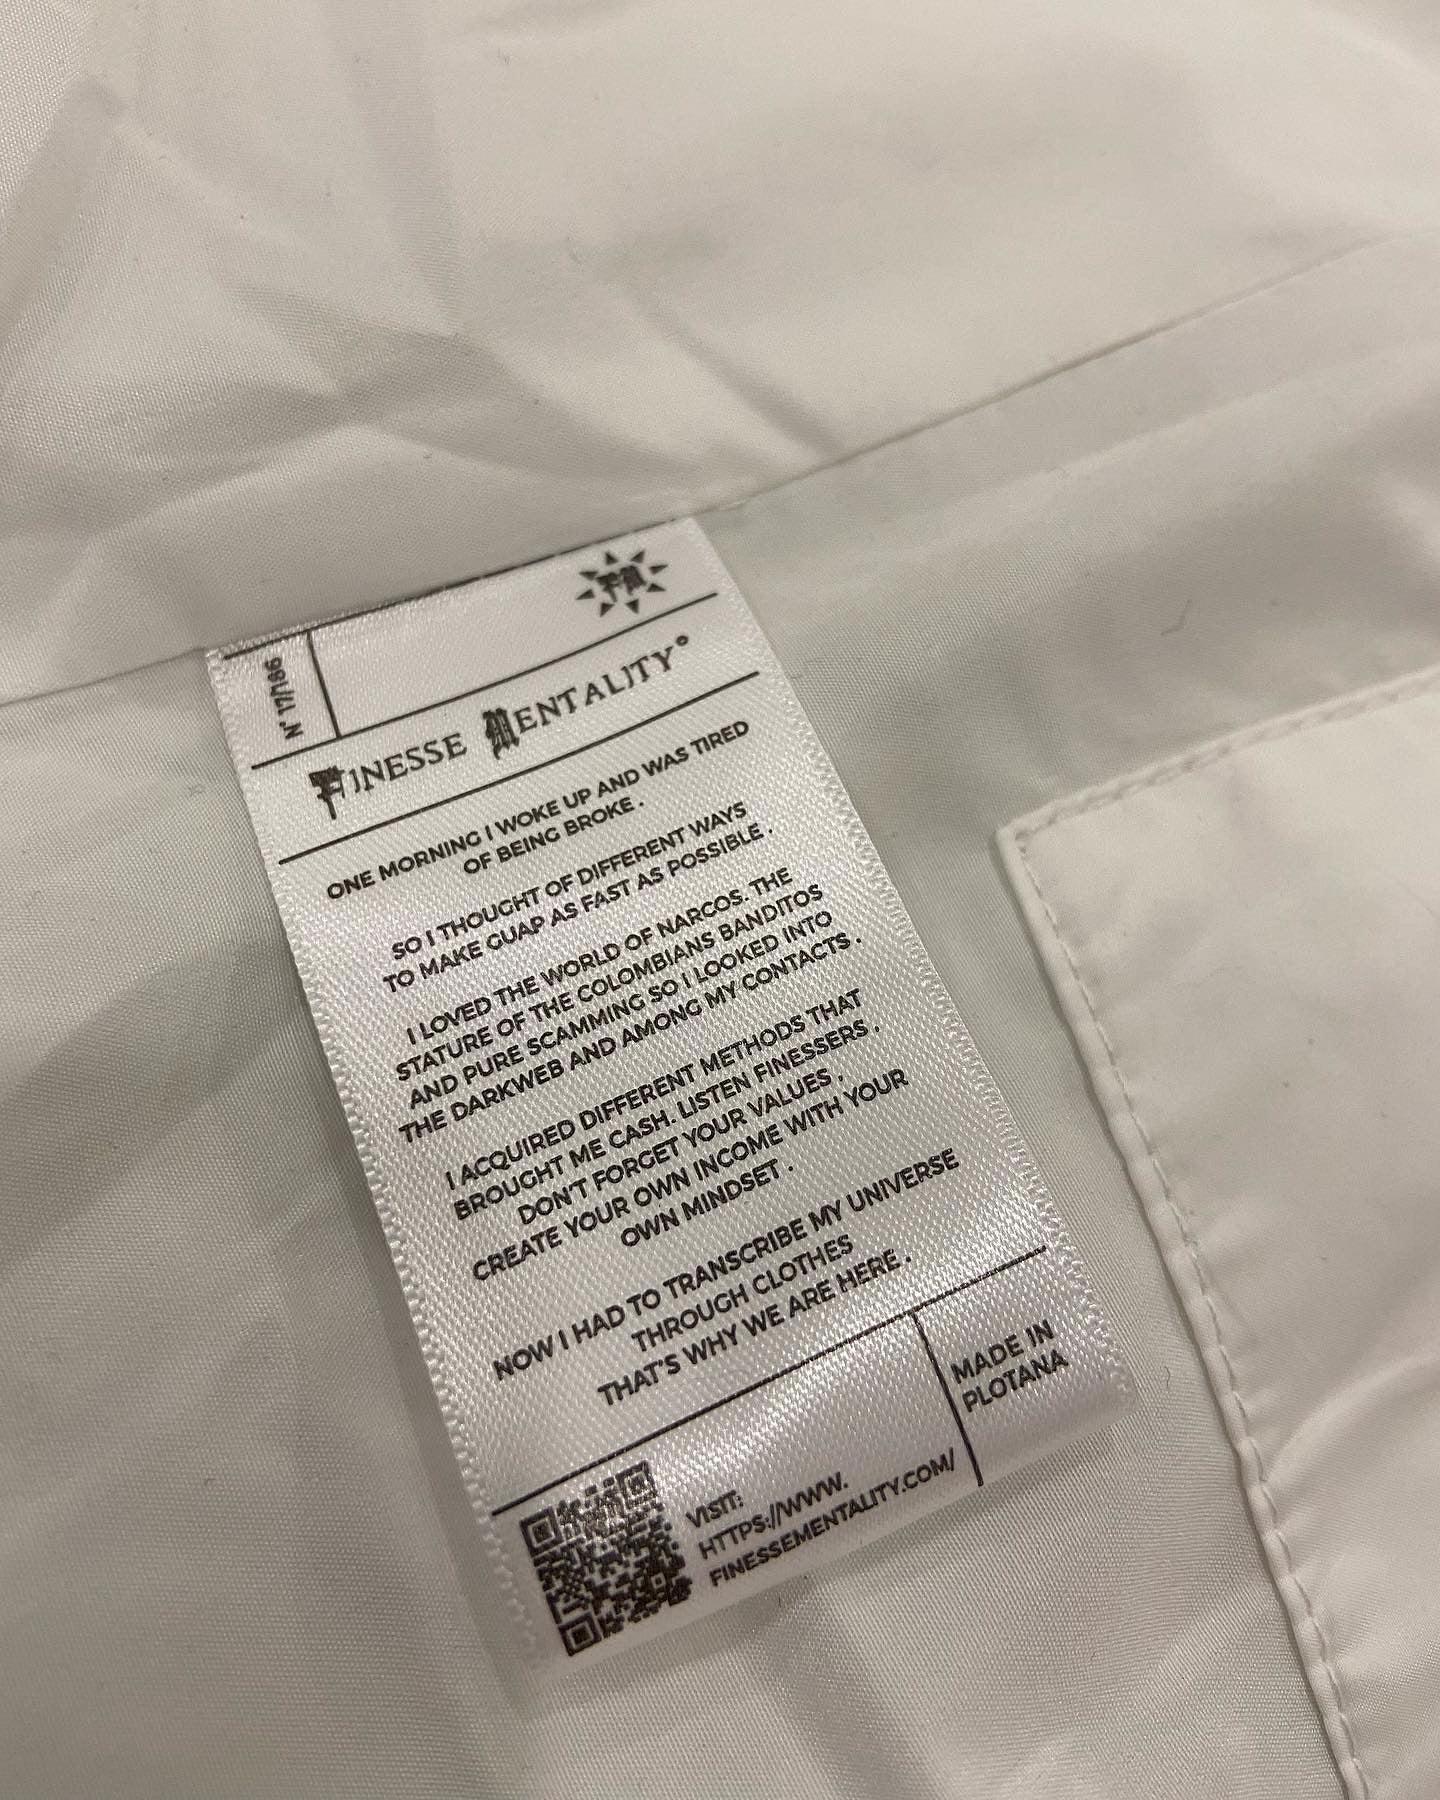 N° 17/186
FM
FINESSE MENTALITY°
ONE MORNING I WOKE UP AND WAS TIRED
OF BEING BROKE .
SO I THOUGHT OF DIFFERENT WAYS
TO MAKE GUAP AS FAST AS POSSIBLE .
I LOVED THE WORLD OF NARCOS. THE
STATURE OF THE COLOMBIANS BANDITOS
AND PURE SCAMMING SO I LOOKED INTO
THE DARKWEB AND AMONG MY CONTACTS .
I ACQUIRED DIFFERENT METHODS THAT
BROUGHT ME CASH. LISTEN FINESSERS .
DON'T FORGET YOUR VALUES ,
CREATE YOUR OWN INCOME WITH YOUR
OWN MINDSET .
NOW I HAD TO TRANSCRIBE MY UNIVERSE
THROUGH CLOTHES
THAT'S WHY WE ARE HERE .
VISIT:
HTTPS://WWW.
FINESSEMENTALITY.COM/
MADE IN
PLOTANA